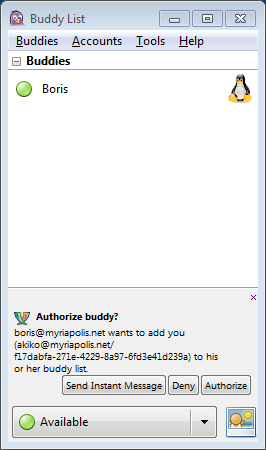 Buddy List
Buddies Accounts Tools Help
Buddies
Boris
Authorize buddy?
boris@myriapolis.net wants to add you
(akiko@myriapolis.net/
f17dabfa-271e-4229-8a97-6fd3e41d239a) to his
or her buddy list.
Send Instant Message Deny Authorize
Available